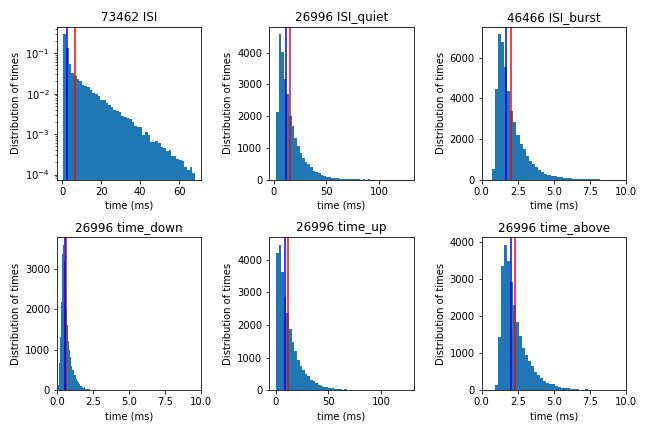 73462 ISI
Distribution of times
10⁻¹
10⁻²
10⁻³
10⁻⁴
0 20 40 60
time (ms)
26996 ISI_quiet
Distribution of times
4000
3000
2000
1000
0
0 50 100
time (ms)
46466 ISI_burst
Distribution of times
6000
4000
2000
0
0.0 2.5 5.0 7.5 10.0
time (ms)
26996 time_down
Distribution of times
3000
2000
1000
0
0.0 2.5 5.0 7.5 10.0
time (ms)
26996 time_up
Distribution of times
4000
3000
2000
1000
0
0 50 100
time (ms)
26996 time_above
Distribution of times
4000
3000
2000
1000
0
0.0 2.5 5.0 7.5 10.0
time (ms)